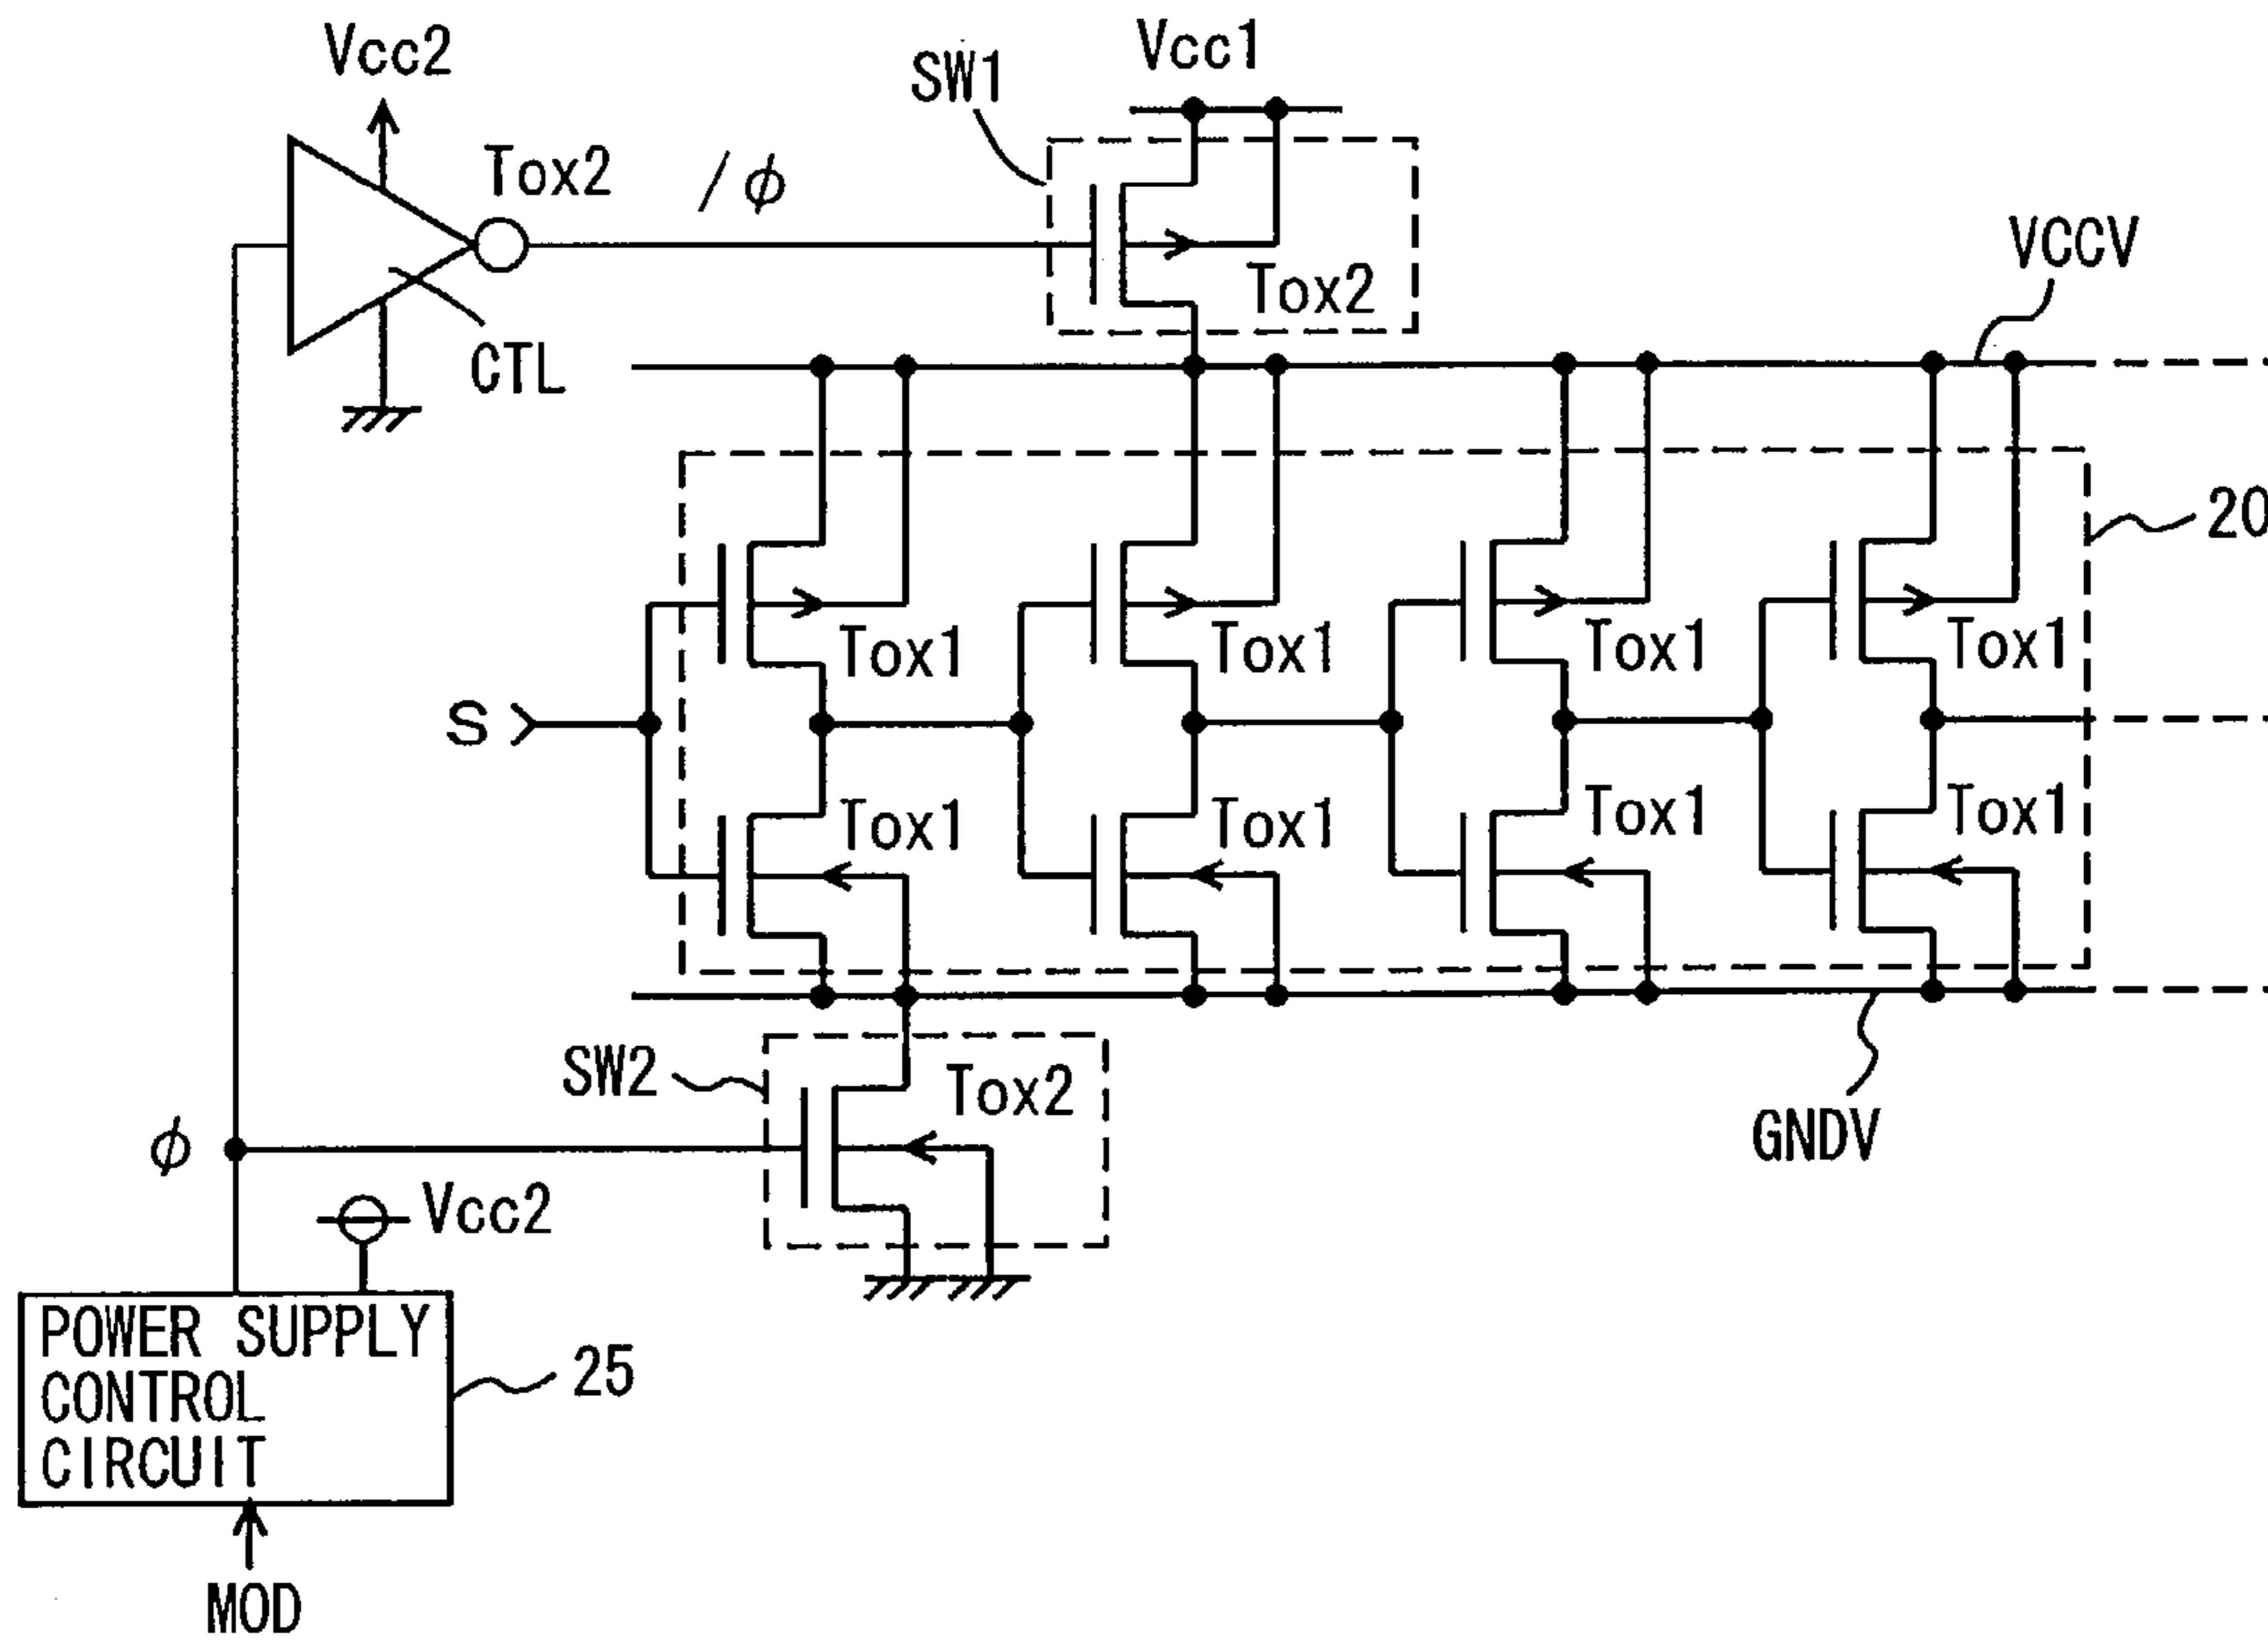 Vcc2
SW1
Vcc1
Tox2
/φ
Tox2
VCCV
CTL
20
Tox1
Tox1
Tox1
Tox1
S
Tox1
Tox1
Tox1
Tox1
SW2
Tox2
φ
GNDV
Vcc2
POWER SUPPLY
CONTROL
CIRCUIT
25
MOD